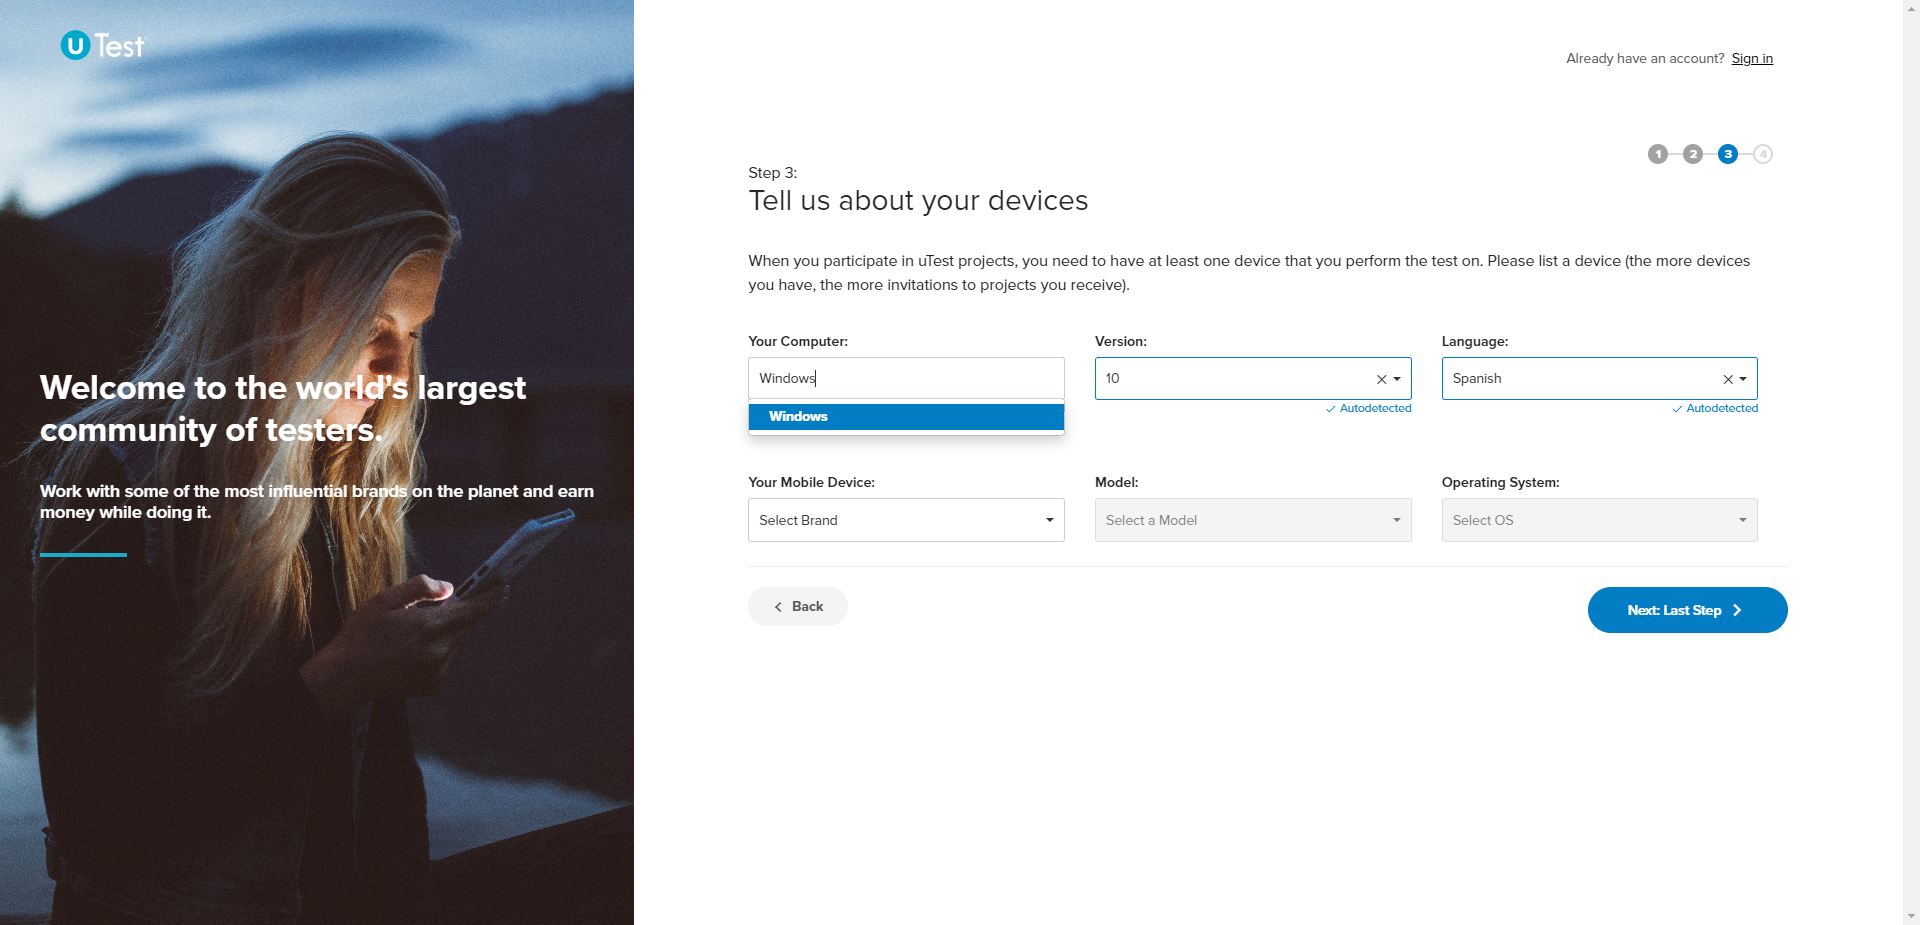 uTest
Welcome to the world's largest
community of testers.
Work with some of the most influential brands on the planet and earn
money while doing it.
Already have an account? Sign in
1 2 3 4
Step 3:
Tell us about your devices
When you participate in uTest projects, you need to have at least one device that you perform the test on. Please list a device (the more devices
you have, the more invitations to projects you receive).
Your Computer: Version: Language:
Windows 10 Spanish
Autodetected Autodetected
Windows
Your Mobile Device: Model: Operating System:
Select Brand Select a Model Select OS
Back Next: Last Step